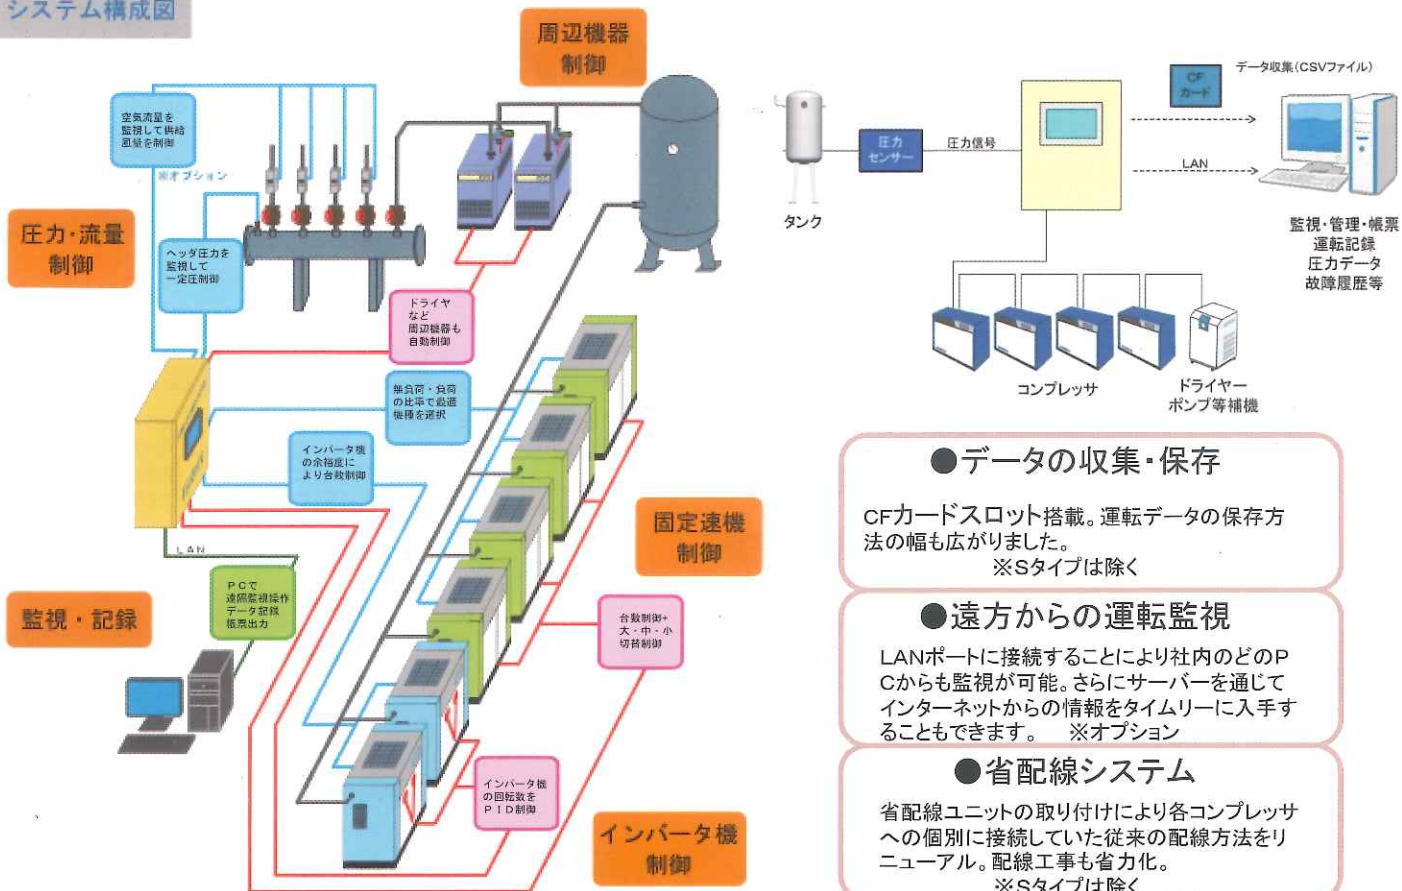 システム構成図
周辺機器
制御
空気流量を
監視して供給
風量を制御
※オプション
圧力・流量
制御
ヘッダ圧力を
監視して
一定圧制御
ドライヤ
など
周辺機器も
自動制御
無負荷・負荷
の比率で最適
機種を選択
インバータ機
の余裕度に
より台数制御
固定速機
制御
LAN
PCで
遠隔監視操作
データ記録
帳票出力
監視・記録
台数制御+
大・中・小
切替制御
インバータ機
の回転数を
PID制御
インバータ機
制御
CF
カード
データ収集(CSVファイル)
圧力
センサー
圧力信号
LAN
タンク
監視・管理・帳票
運転記録
圧力データ
故障履歴等
コンプレッサ
ドライヤー
ポンプ等補機
●データの収集・保存
CFカードスロット搭載。運転データの保存方
法の幅も広がりました。
※Sタイプは除く
●遠方からの運転監視
LANポートに接続することにより社内のどのP
Cからも監視が可能。さらにサーバーを通じて
インターネットからの情報をタイムリーに入手す
ることもできます。 ※オプション
●省配線システム
省配線ユニットの取り付けにより各コンプレッサ
への個別に接続していた従来の配線方法をリ
ニューアル。配線工事も省力化。
※Sタイプは除く